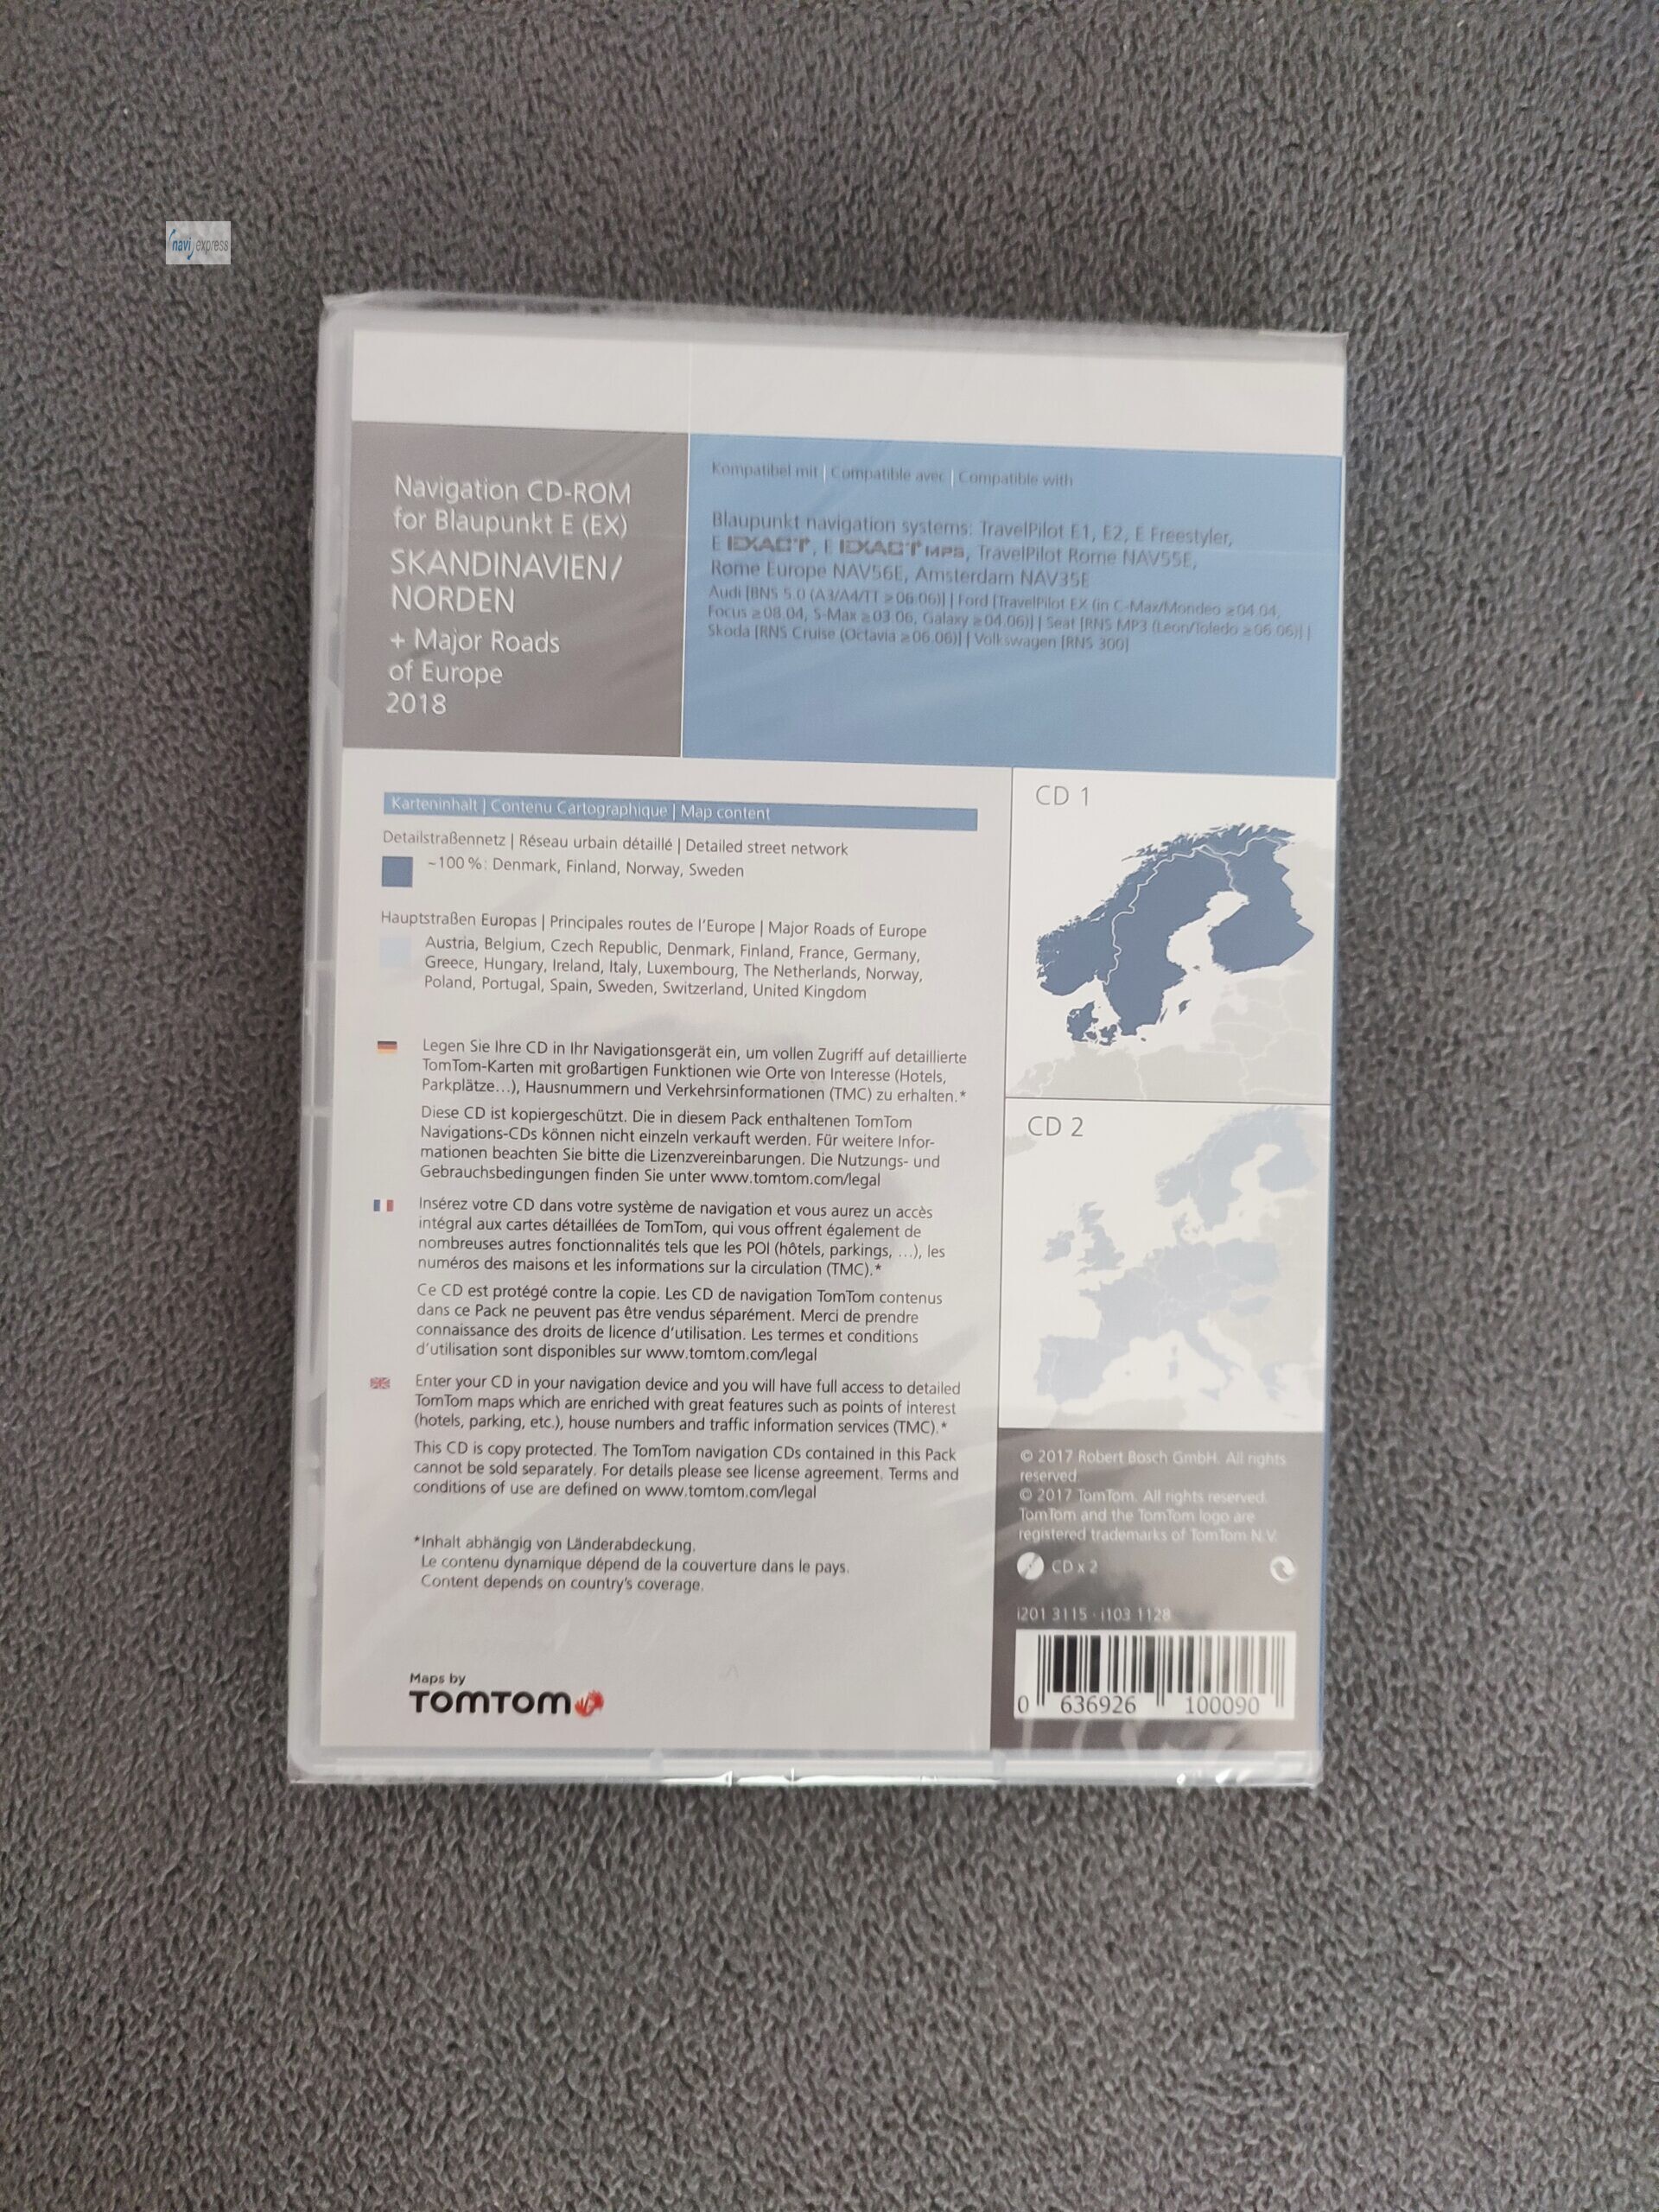 navi express
Navigation CD-ROM
for Blaupunkt E (EX)
SKANDINAVIEN/
NORDEN
+ Major Roads
of Europe
2018
Kompatibel mit | Compatible avec | Compatible with
Blaupunkt navigation systems: TravelPilot E1, E2, E Freestyler,
E EXACT, E EXACT MPS, TravelPilot Rome NAV55E,
Rome Europe NAV56E, Amsterdam NAV35E
Audi [BNS 5.0 (A3/A4/TT ≥06.06)] | Ford [TravelPilot EX (in C-Max/Mondeo ≥04.04,
Focus ≥08.04, S-Max ≥03.06, Galaxy ≥04.06)] | Seat [RNS MP3 (Leon/Toledo ≥06.06)] |
Skoda [RNS Cruise (Octavia ≥06.06)] | Volkswagen [RNS 300]
Karteninhalt | Contenu Cartographique | Map content
Detailstraßennetz | Réseau urbain détaillé | Detailed street network
~100 %: Denmark, Finland, Norway, Sweden
Hauptstraßen Europas | Principales routes de l'Europe | Major Roads of Europe
Austria, Belgium, Czech Republic, Denmark, Finland, France, Germany,
Greece, Hungary, Ireland, Italy, Luxembourg, The Netherlands, Norway,
Poland, Portugal, Spain, Sweden, Switzerland, United Kingdom
Legen Sie Ihre CD in Ihr Navigationsgerät ein, um vollen Zugriff auf detaillierte
TomTom-Karten mit großartigen Funktionen wie Orte von Interesse (Hotels,
Parkplätze...), Hausnummern und Verkehrsinformationen (TMC) zu erhalten.*
Diese CD ist kopiergeschützt. Die in diesem Pack enthaltenen TomTom
Navigations-CDs können nicht einzeln verkauft werden. Für weitere Infor-
mationen beachten Sie bitte die Lizenzvereinbarungen. Die Nutzungs- und
Gebrauchsbedingungen finden Sie unter www.tomtom.com/legal
Insérez votre CD dans votre système de navigation et vous aurez un accès
intégral aux cartes détaillées de TomTom, qui vous offrent également de
nombreuses autres fonctionnalités tels que les POI (hôtels, parkings, ...), les
numéros des maisons et les informations sur la circulation (TMC).*
Ce CD est protégé contre la copie. Les CD de navigation TomTom contenus
dans ce Pack ne peuvent pas être vendus séparément. Merci de prendre
connaissance des droits de licence d'utilisation. Les termes et conditions
d'utilisation sont disponibles sur www.tomtom.com/legal
Enter your CD in your navigation device and you will have full access to detailed
TomTom maps which are enriched with great features such as points of interest
(hotels, parking, etc.), house numbers and traffic information services (TMC).*
This CD is copy protected. The TomTom navigation CDs contained in this Pack
cannot be sold separately. For details please see license agreement. Terms and
conditions of use are defined on www.tomtom.com/legal
*Inhalt abhängig von Länderabdeckung.
Le contenu dynamique dépend de la couverture dans le pays.
Content depends on country's coverage.
Maps by
TOMTOM
CD 1
CD 2
© 2017 Robert Bosch GmbH. All rights
reserved.
© 2017 TomTom. All rights reserved.
TomTom and the TomTom logo are
registered trademarks of TomTom N.V.
CD x 2
i201 3115 · i103 1128
0 636926 100090